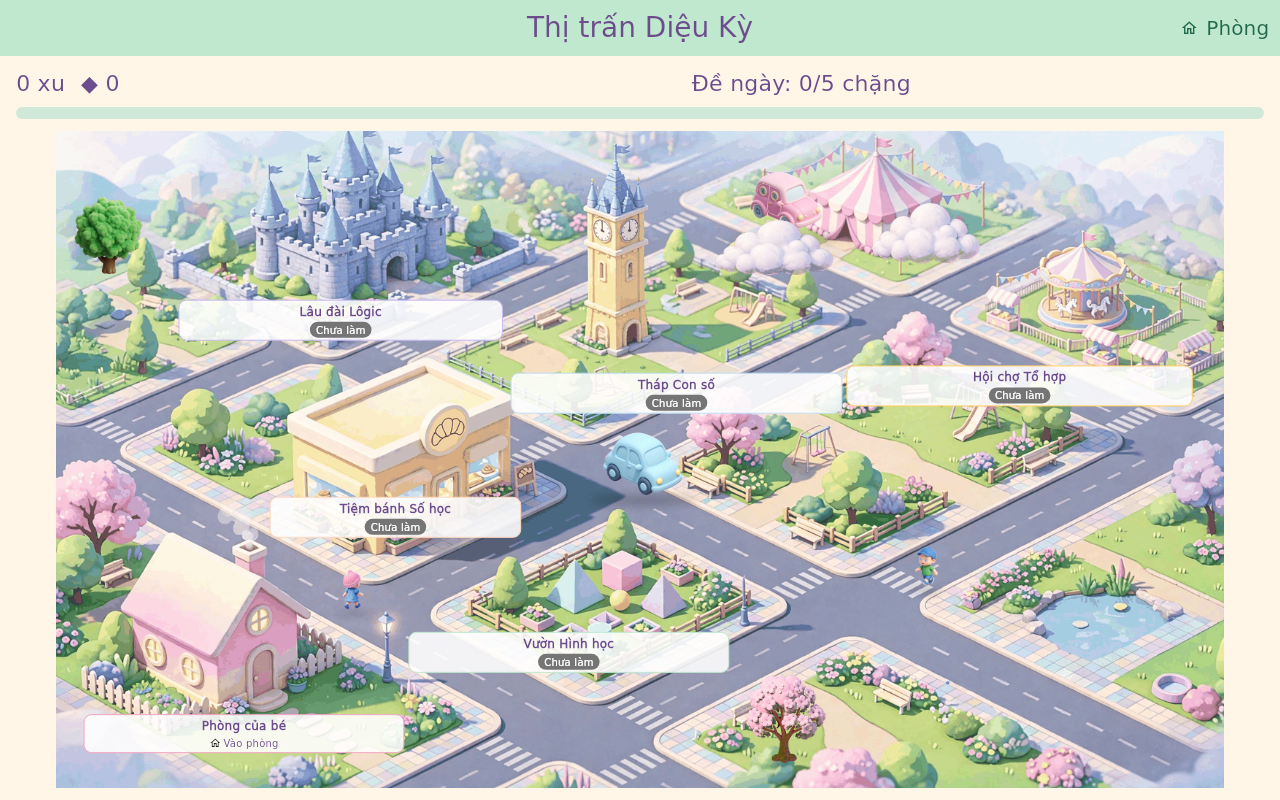 Thị trấn Diệu Kỳ
Phòng
0 xu ◆ 0
Đề ngày: 0/5 chặng
Lâu đài Lôgic
Chưa làm
Tháp Con số
Chưa làm
Hội chợ Tổ hợp
Chưa làm
Tiệm bánh Số học
Chưa làm
Vườn Hình học
Chưa làm
Phòng của bé
Vào phòng